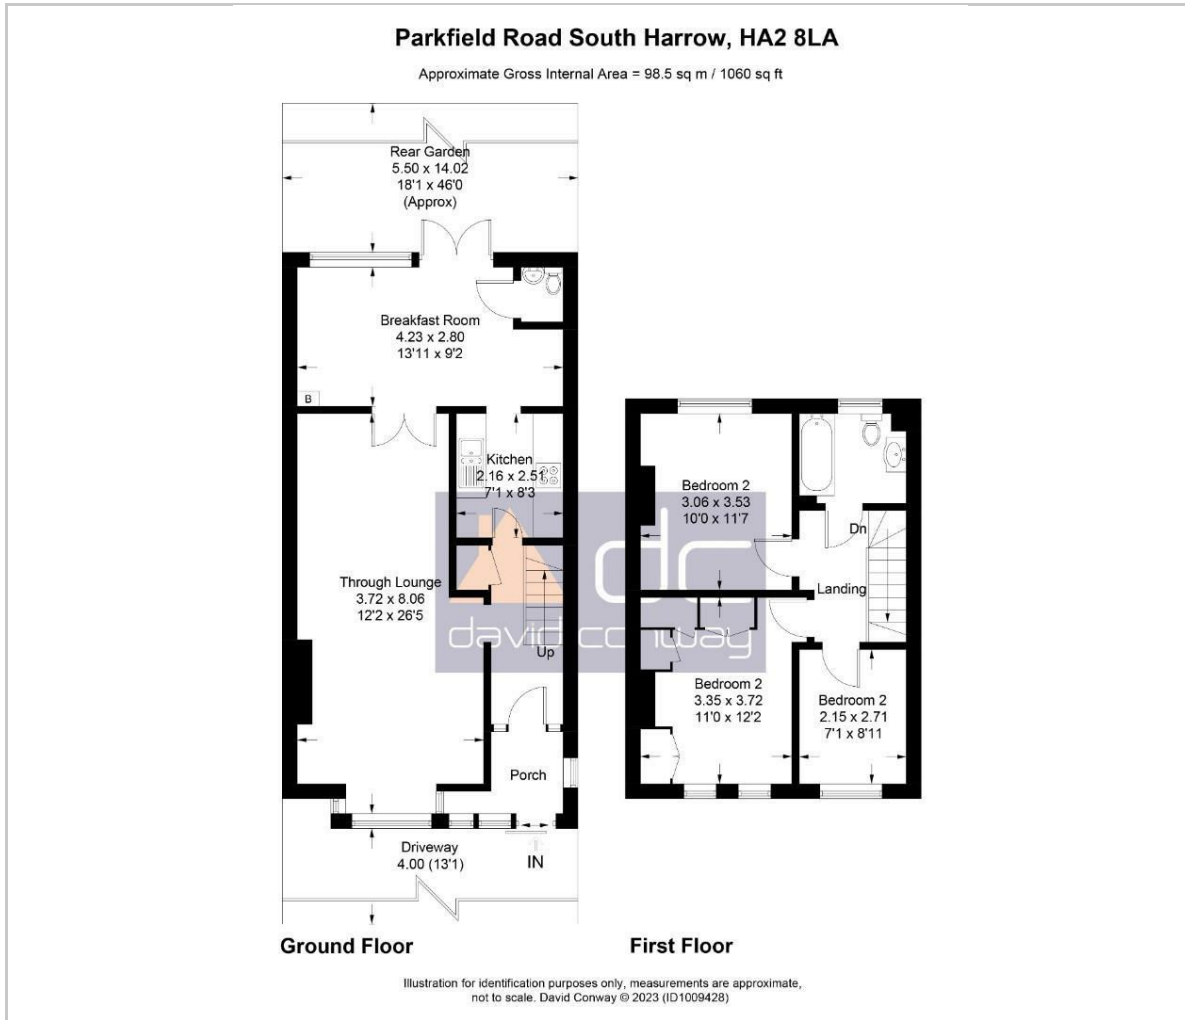 Parkfield Road South Harrow, HA2 8LA
Approximate Gross Internal Area = 98.5 sq m / 1060 sq ft
Rear Garden
5.50 x 14.02
18'1 x 46'0
(Approx)
Breakfast Room
4.23 x 2.80
13'11 x 9'2
B
Kitchen
2.16 x 2.51
7'1 x 8'3
Through Lounge
3.72 x 8.06
12'2 x 26'5
Up
Porch
Driveway
4.00 (13'1)
IN
Ground Floor
Bedroom 2
3.06 x 3.53
10'0 x 11'7
Dn
Landing
Bedroom 2
3.35 x 3.72
11'0 x 12'2
Bedroom 2
2.15 x 2.71
7'1 x 8'11
First Floor
dc
david conway
Illustration for identification purposes only, measurements are approximate,
not to scale. David Conway © 2023 (ID1009428)